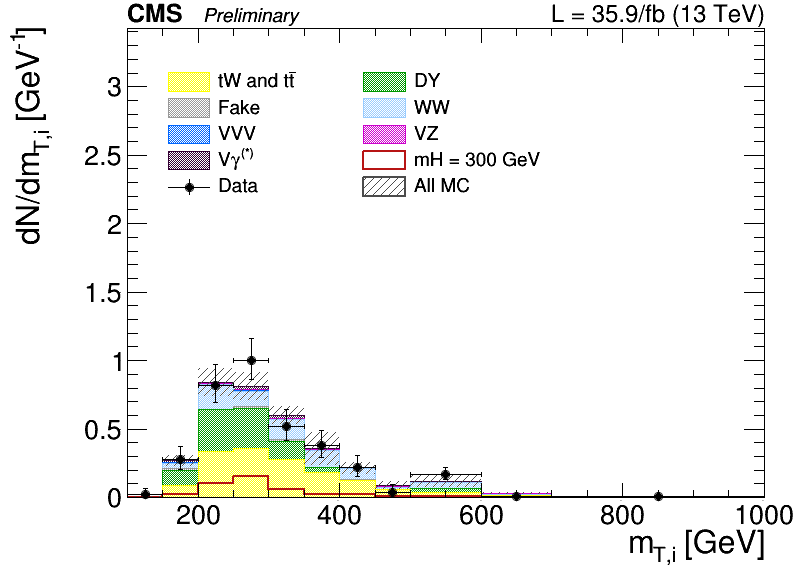 CMS Preliminary L = 35.9/fb (13 TeV)
dN/dm_T,i [GeV⁻¹]
tW and tt̄ DY
Fake WW
VVV VZ
Vγ(*) mH = 300 GeV
Data All MC
3
2.5
2
1.5
1
0.5
0
200 400 600 800 1000
m_T,i [GeV]